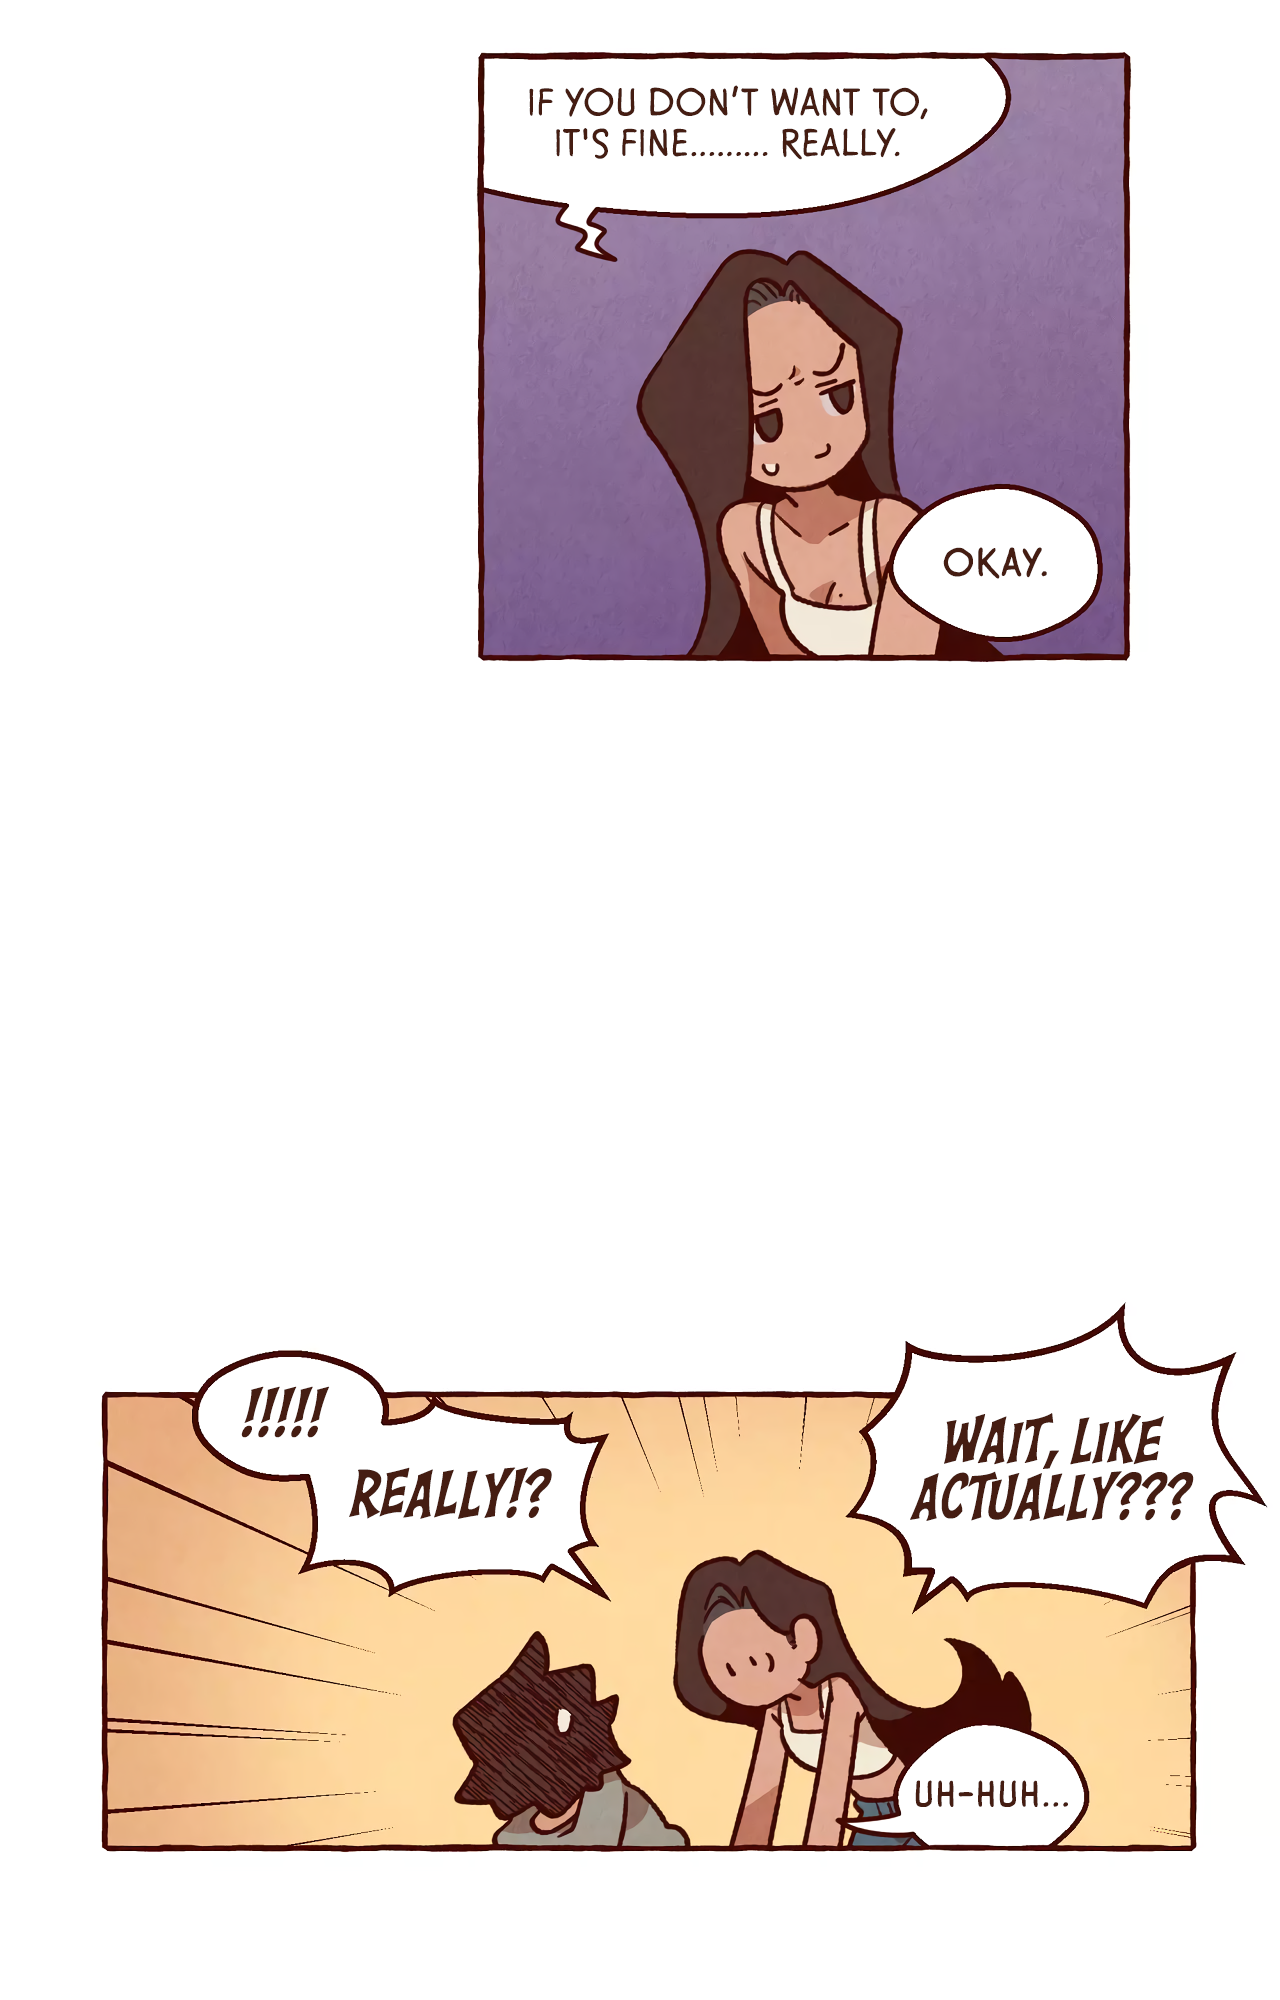 IF YOU DON'T WANT TO,
IT'S FINE......... REALLY.
OKAY.
!!!!!
REALLY!?
WAIT, LIKE
ACTUALLY???
UH-HUH...